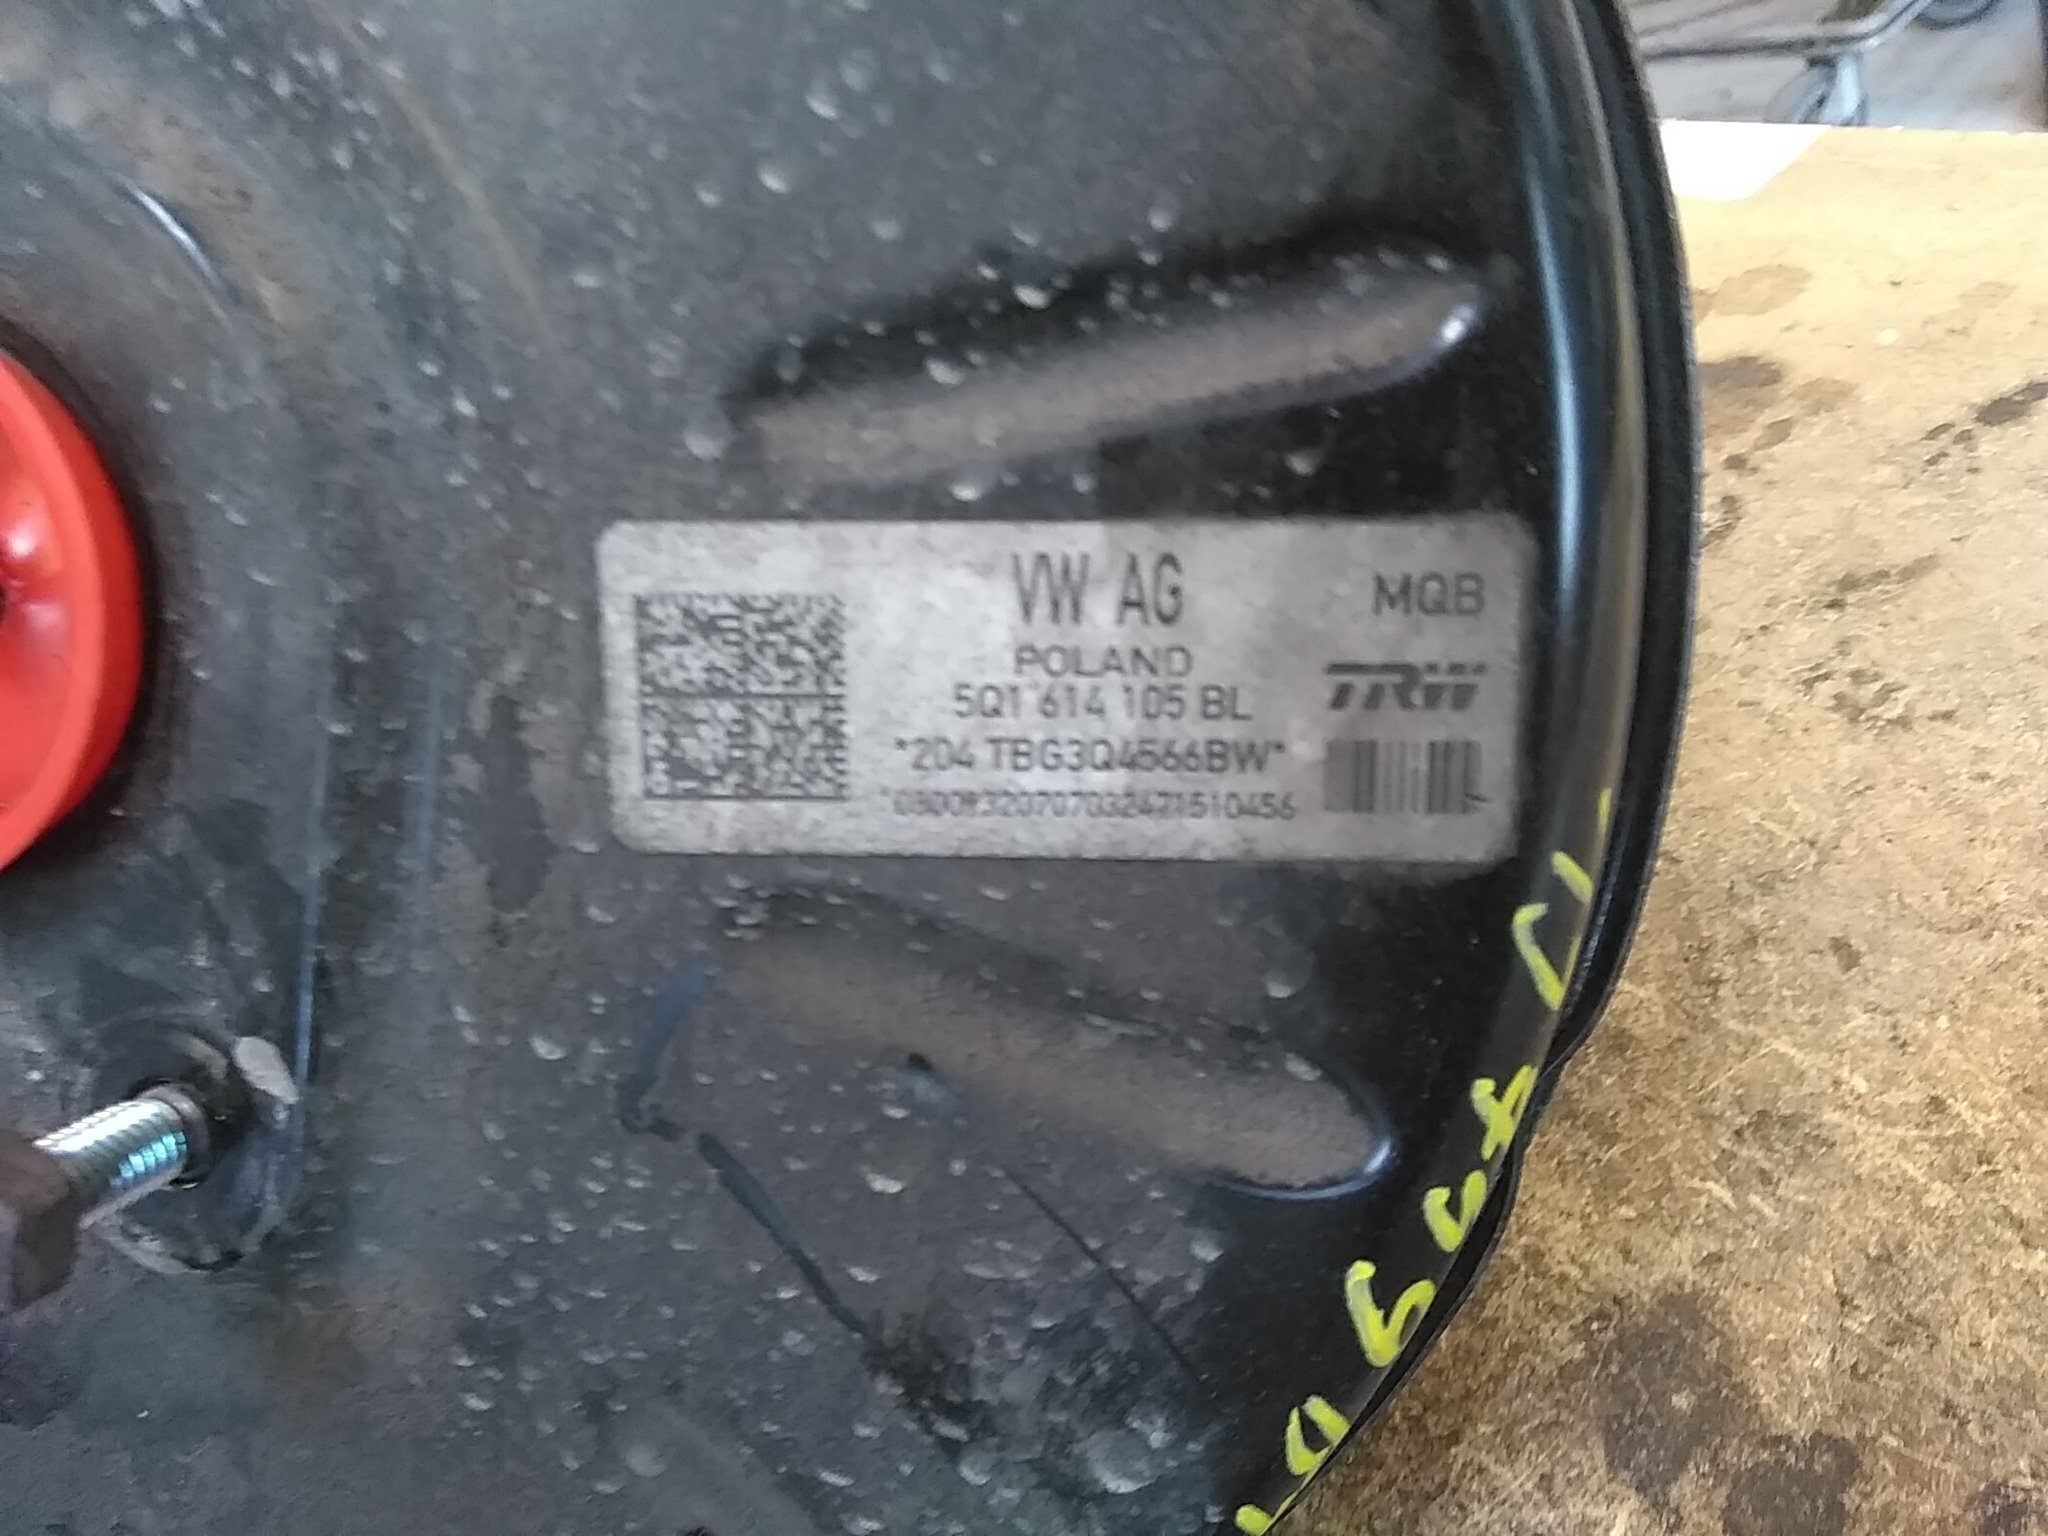 VW AG
MQB
POLAND
TRW
5Q1 614 105 BL
*204 TBG3Q4566BW*